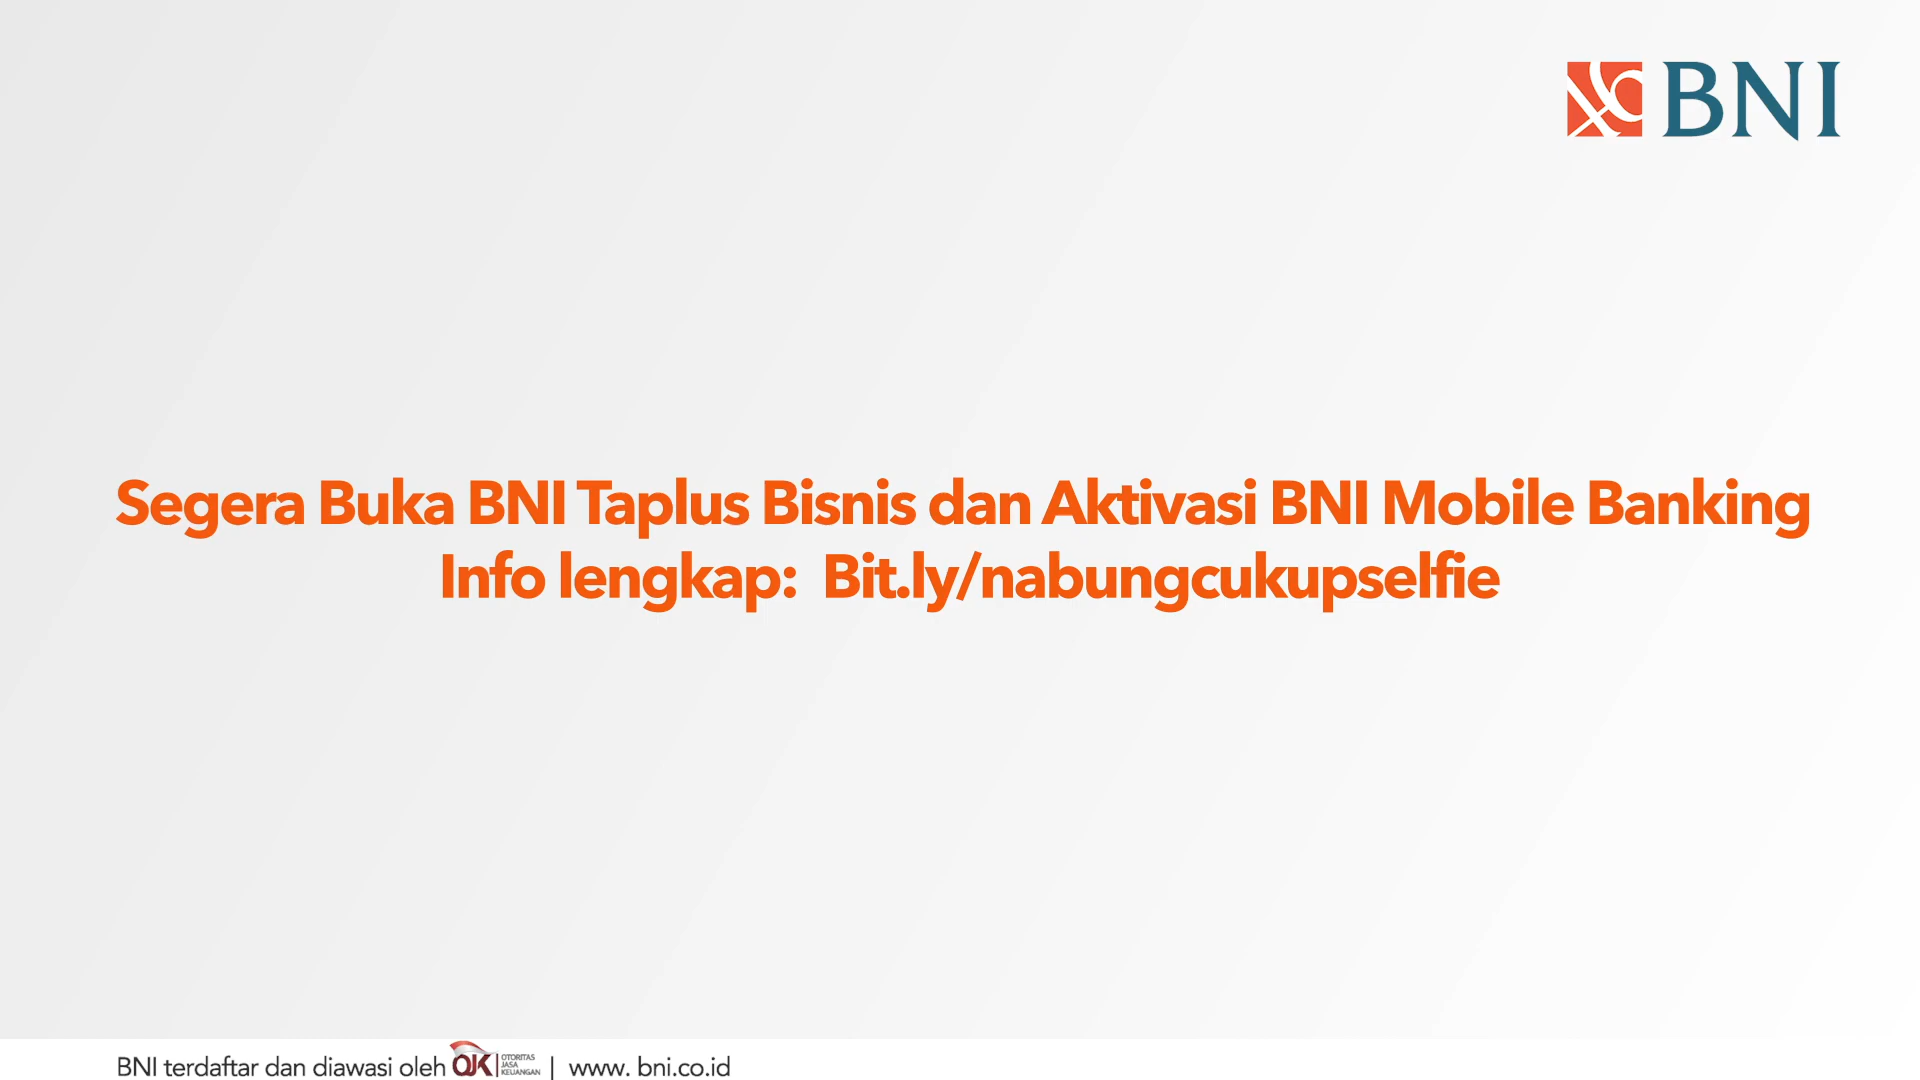 BNI
Segera Buka BNI Taplus Bisnis dan Aktivasi BNI Mobile Banking
Info lengkap: Bit.ly/nabungcukupselfie
BNI terdaftar dan diawasi oleh OJK OTORITAS JASA KEUANGAN | www. bni.co.id